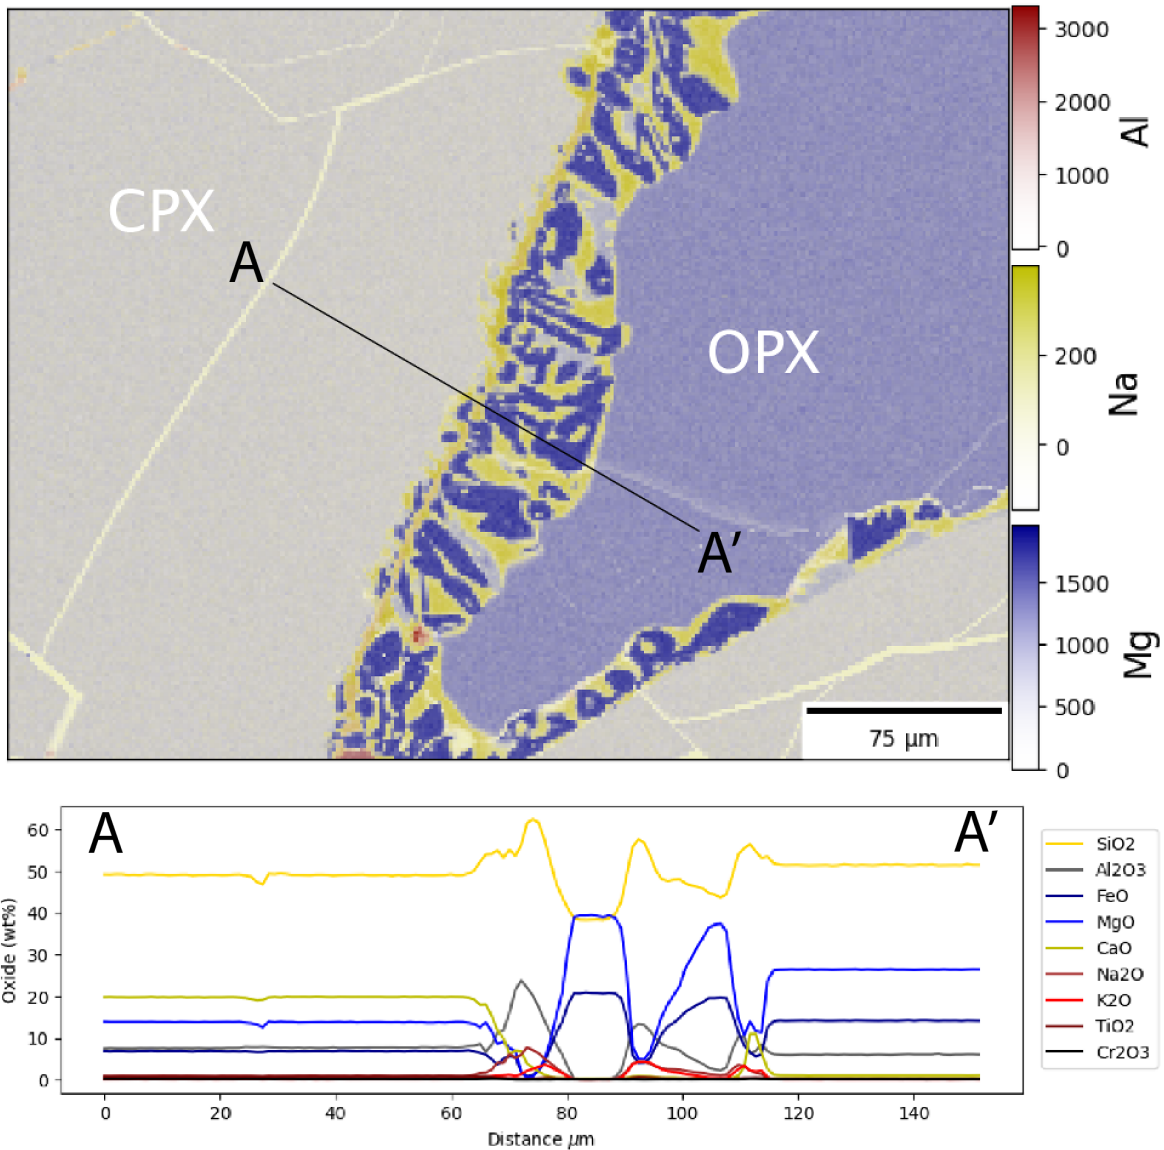 CPX
A
OPX
A′
75 µm
3000
2000
1000
0
Al
200
0
Na
1500
1000
500
0
Mg
A
A′
60
50
40
30
20
10
0
Oxide (wt%)
0 20 40 60 80 100 120 140
Distance μm
SiO2
Al2O3
FeO
MgO
CaO
Na2O
K2O
TiO2
Cr2O3